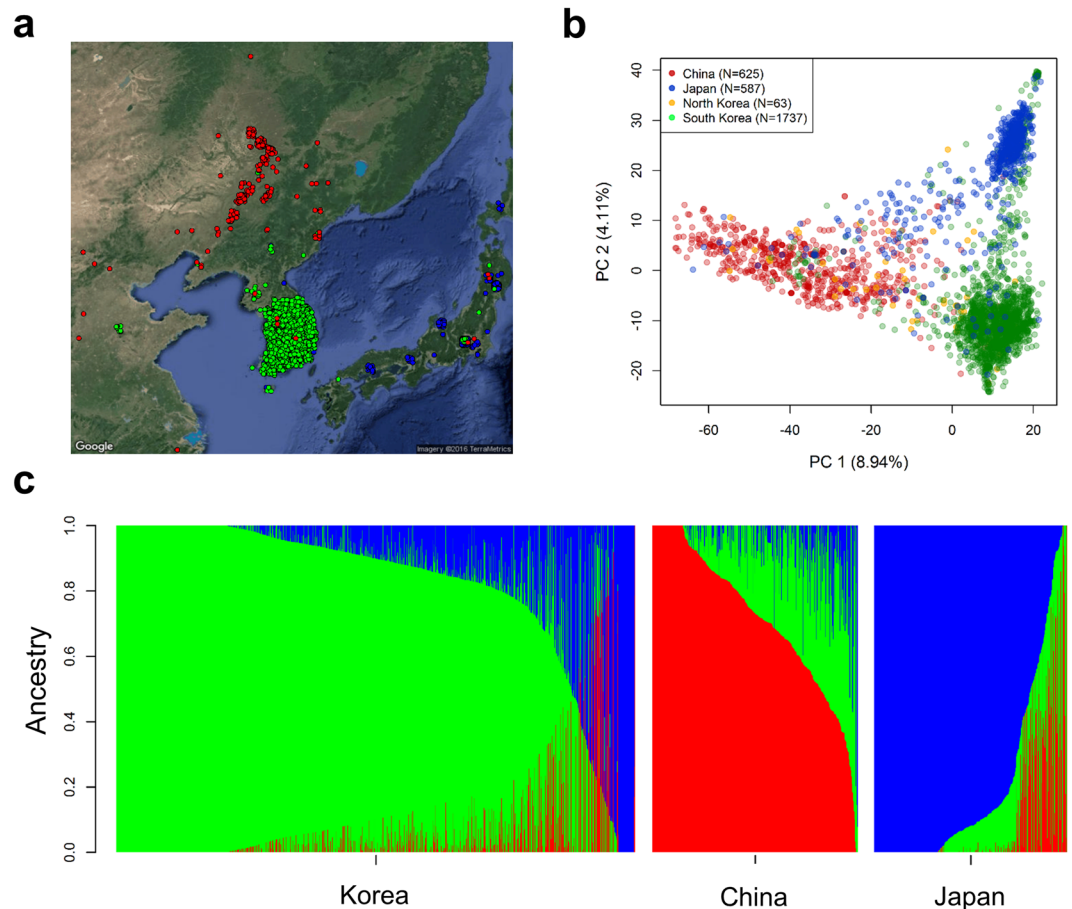 a
Google
Imagery ©2016 TerraMetrics
b
China (N=625)
Japan (N=587)
North Korea (N=63)
South Korea (N=1737)
PC 2 (4.11%)
40
30
20
10
0
-10
-20
-60
-40
-20
0
20
PC 1 (8.94%)
c
Ancestry
1.0
0.8
0.6
0.4
0.2
0.0
Korea
China
Japan